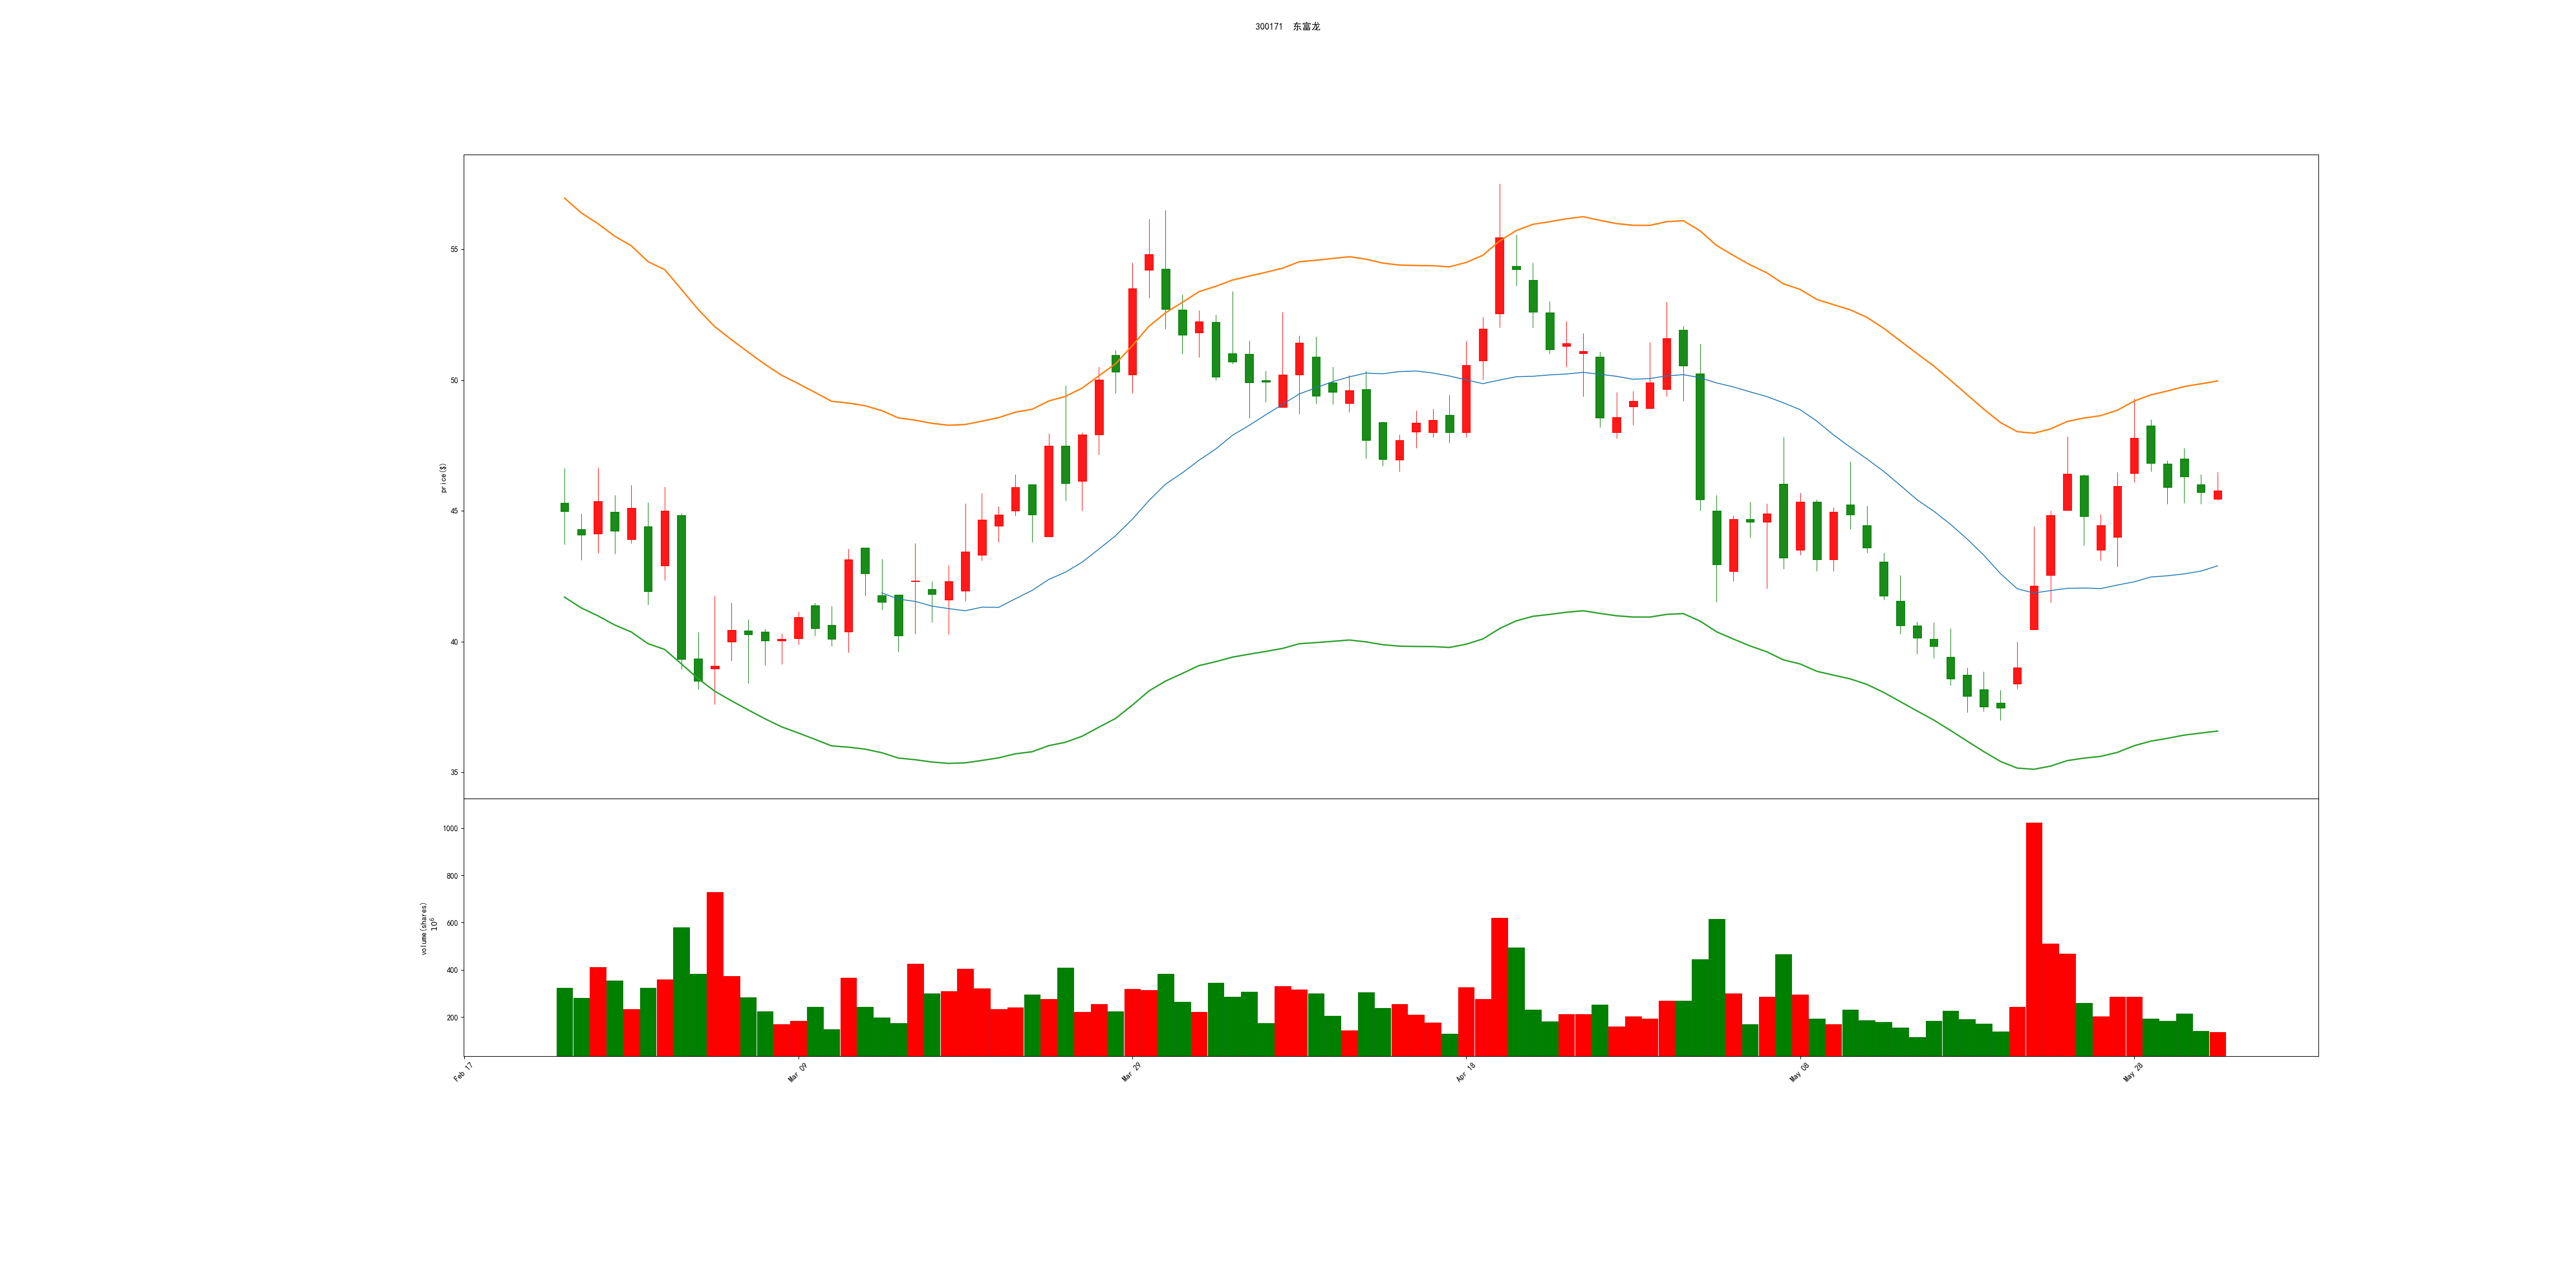 300171 东富龙
55
50
45
40
35
price($)
1000
800
600
400
200
volume(shares)
10⁶
Feb 17
Mar 09
Mar 29
Apr 18
May 08
May 28